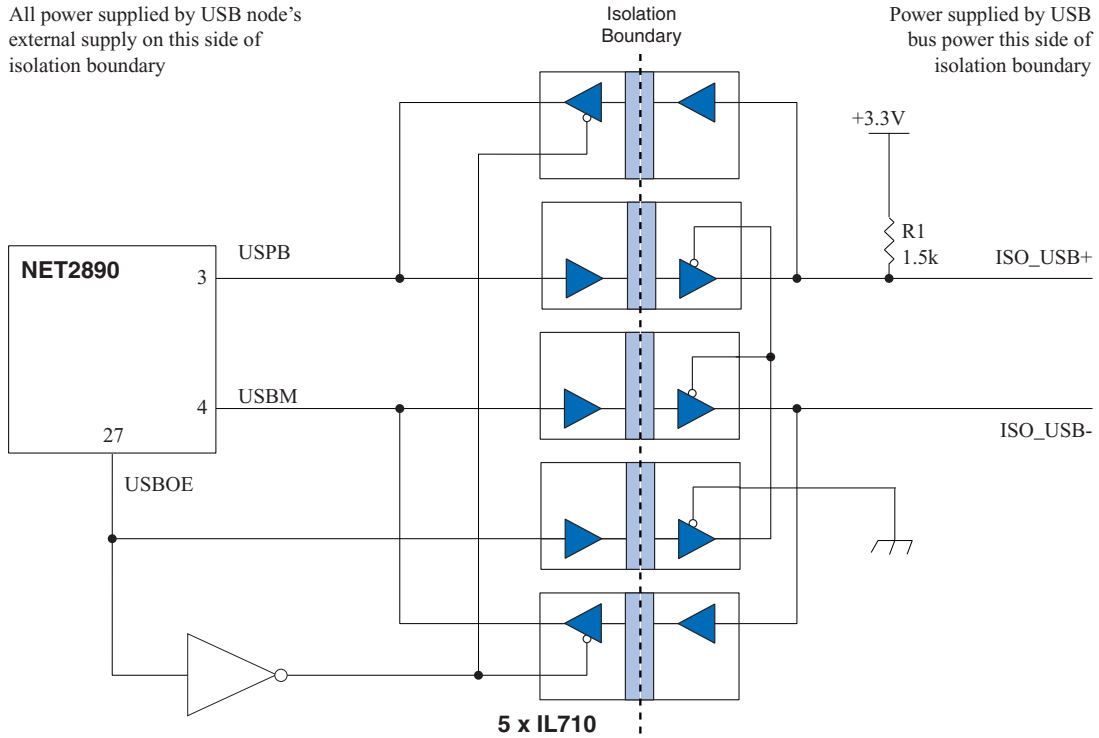 All power supplied by USB node's
external supply on this side of
isolation boundary
Isolation
Boundary
Power supplied by USB
bus power this side of
isolation boundary
+3.3V
R1
1.5k
NET2890
3
USPB
ISO_USB+
4
USBM
ISO_USB-
27
USBOE
5 x IL710